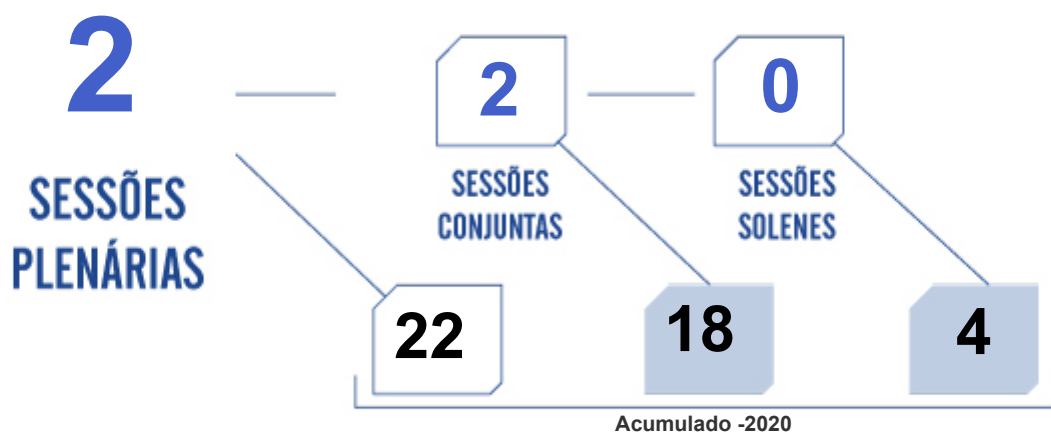 2
SESSÕES
PLENÁRIAS
2
SESSÕES
CONJUNTAS
0
SESSÕES
SOLENES
22
18
4
Acumulado -2020